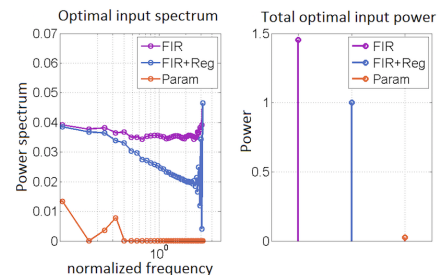 Optimal input spectrum
0.07
0.06
0.05
0.04
0.03
0.02
0.01
0
Power spectrum
FIR
FIR+Reg
Param
10^0
normalized frequency
Total optimal input power
1.5
1
0.5
0
Power
FIR
FIR+Reg
Param